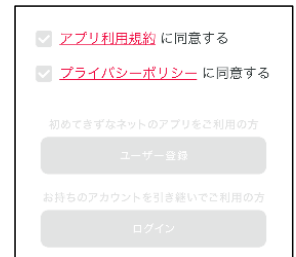 アプリ利用規約 に同意する
プライバシーポリシー に同意する
初めてきずなネットのアプリをご利用の方
ユーザー登録
お持ちのアカウントを引き継いでご利用の方
ログイン